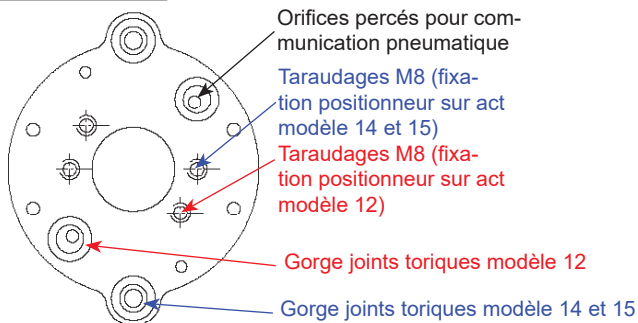 Orifices percés pour com-
munication pneumatique
Taraudages M8 (fixa-
tion positionneur sur act
modèle 14 et 15)
Taraudages M8 (fixa-
tion positionneur sur act
modèle 12)
Gorge joints toriques modèle 12
Gorge joints toriques modèle 14 et 15